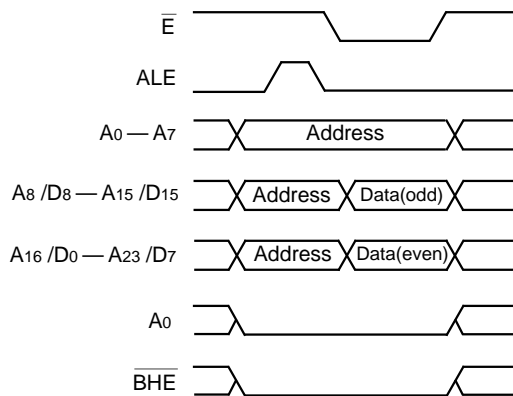 E
ALE
A0 — A7 Address
A8 /D8 — A15 /D15 Address Data(odd)
A16 /D0 — A23 /D7 Address Data(even)
A0
BHE